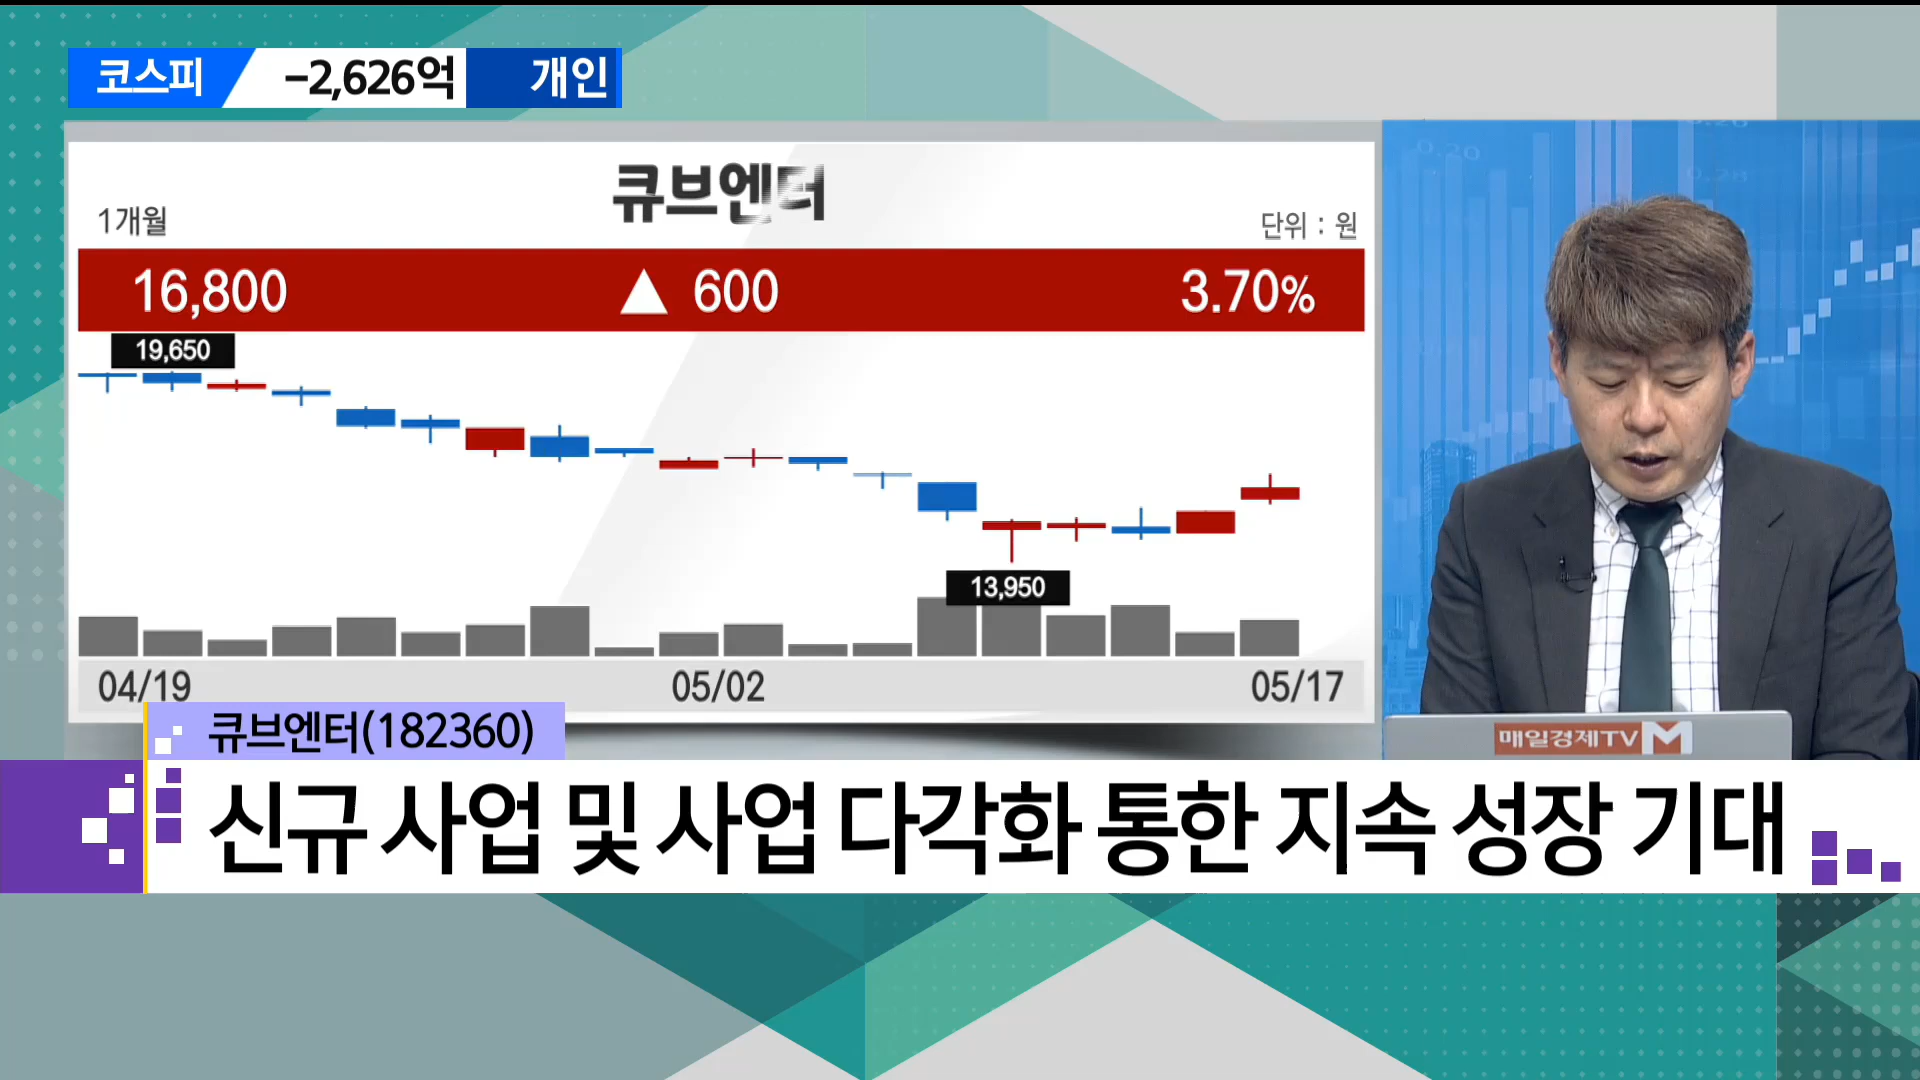 코스피 -2,626억 개인
큐브엔터
1개월
단위 : 원
16,800 ▲ 600 3.70%
19,650
13,950
04/19 05/02 05/17
매일경제TV M
큐브엔터(182360)
신규 사업 및 사업 다각화 통한 지속 성장 기대